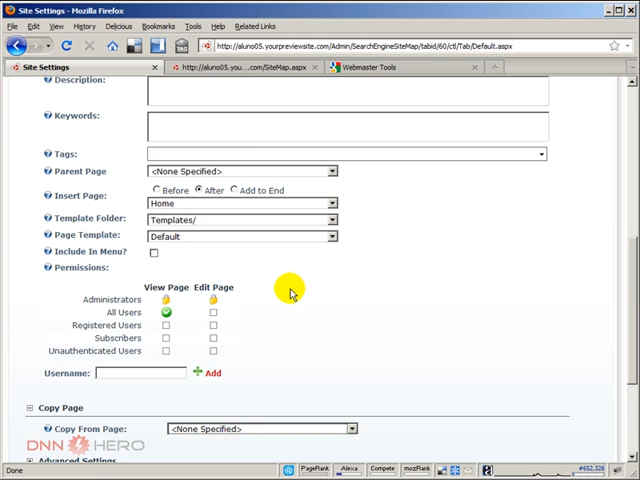 Site Settings - Mozilla Firefox
File Edit View History Delicious Bookmarks Tools Help Related Links
TAG http://aluno05.yourpreviewsite.com/Admin/SearchEngineSiteMap/tabid/60/ctl/Tab/Default.aspx
Site Settings http://aluno05.you....com/SiteMap.aspx Webmaster Tools
Description:
Keywords:
Tags:
Parent Page <None Specified>
Insert Page: Before After Add to End
Home
Template Folder: Templates/
Page Template: Default
Include In Menu?
Permissions:
View Page Edit Page
Administrators
All Users
Registered Users
Subscribers
Unauthenticated Users
Username: Add
Copy Page
Copy From Page: <None Specified>
DNN HERO
Advanced Settings
Done PageRank Alexa Compete mozRank #652,328